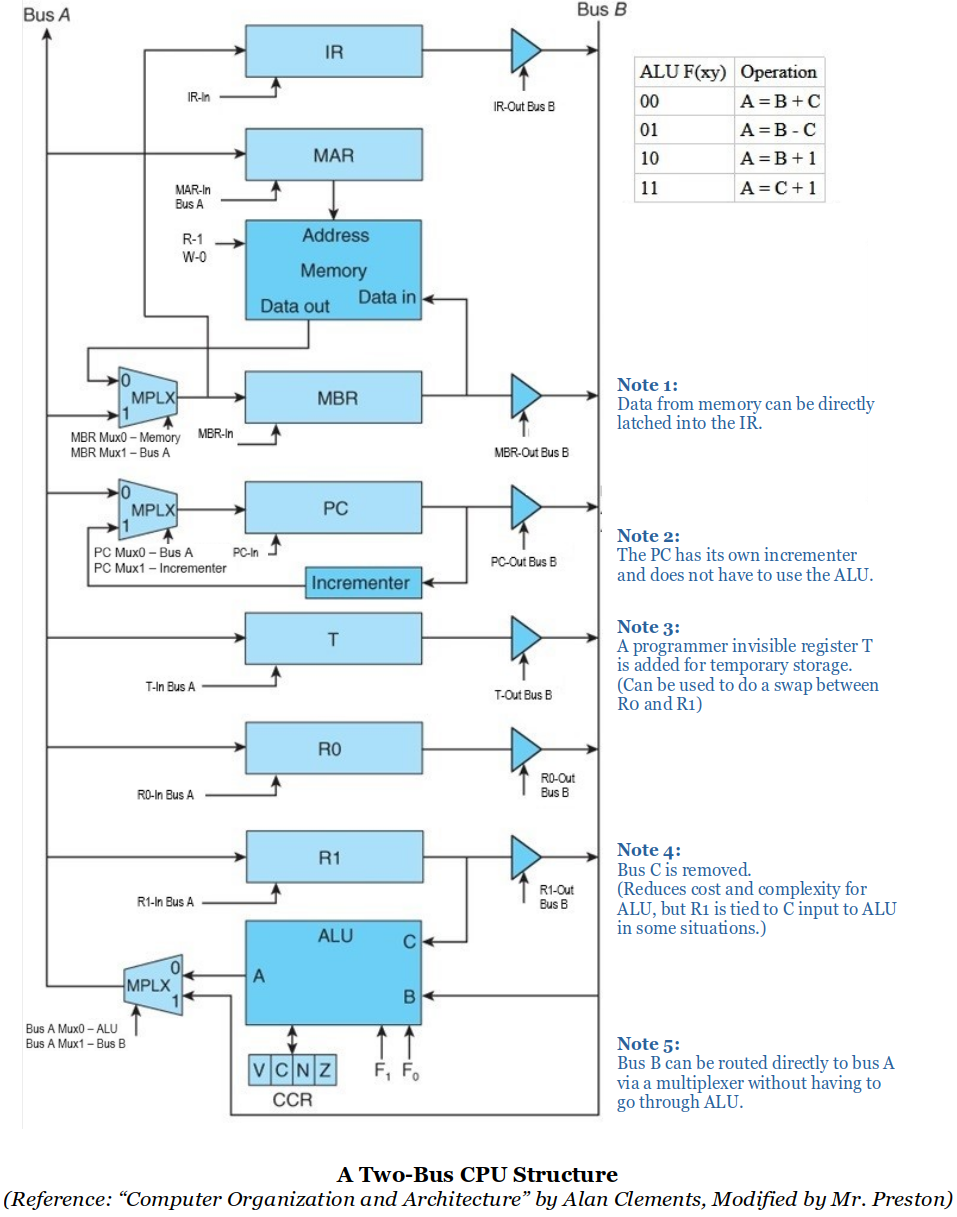 Bus A
Bus B
IR
IR-In
IR-Out Bus B
ALU F(xy) Operation
00 A = B + C
01 A = B - C
10 A = B + 1
11 A = C + 1
MAR
MAR-In
Bus A
R-1
W-0
Address
Memory
Data out
Data in
0
MPLX
1
MBR Mux0 – Memory
MBR Mux1 – Bus A
MBR-In
MBR
MBR-Out Bus B
Note 1:
Data from memory can be directly
latched into the IR.
0
MPLX
1
PC Mux0 – Bus A
PC Mux1 – Incrementer
PC-In
PC
PC-Out Bus B
Incrementer
Note 2:
The PC has its own incrementer
and does not have to use the ALU.
T
T-In Bus A
T-Out Bus B
Note 3:
A programmer invisible register T
is added for temporary storage.
(Can be used to do a swap between
R0 and R1)
R0
R0-In Bus A
R0-Out
Bus B
R1
R1-In Bus A
R1-Out
Bus B
Note 4:
Bus C is removed.
(Reduces cost and complexity for
ALU, but R1 is tied to C input to ALU
in some situations.)
ALU
C
A
B
0
MPLX
1
Bus A Mux0 – ALU
Bus A Mux1 – Bus B
V C N Z
CCR
F1 F0
Note 5:
Bus B can be routed directly to bus A
via a multiplexer without having to
go through ALU.
A Two-Bus CPU Structure
(Reference: “Computer Organization and Architecture” by Alan Clements, Modified by Mr. Preston)